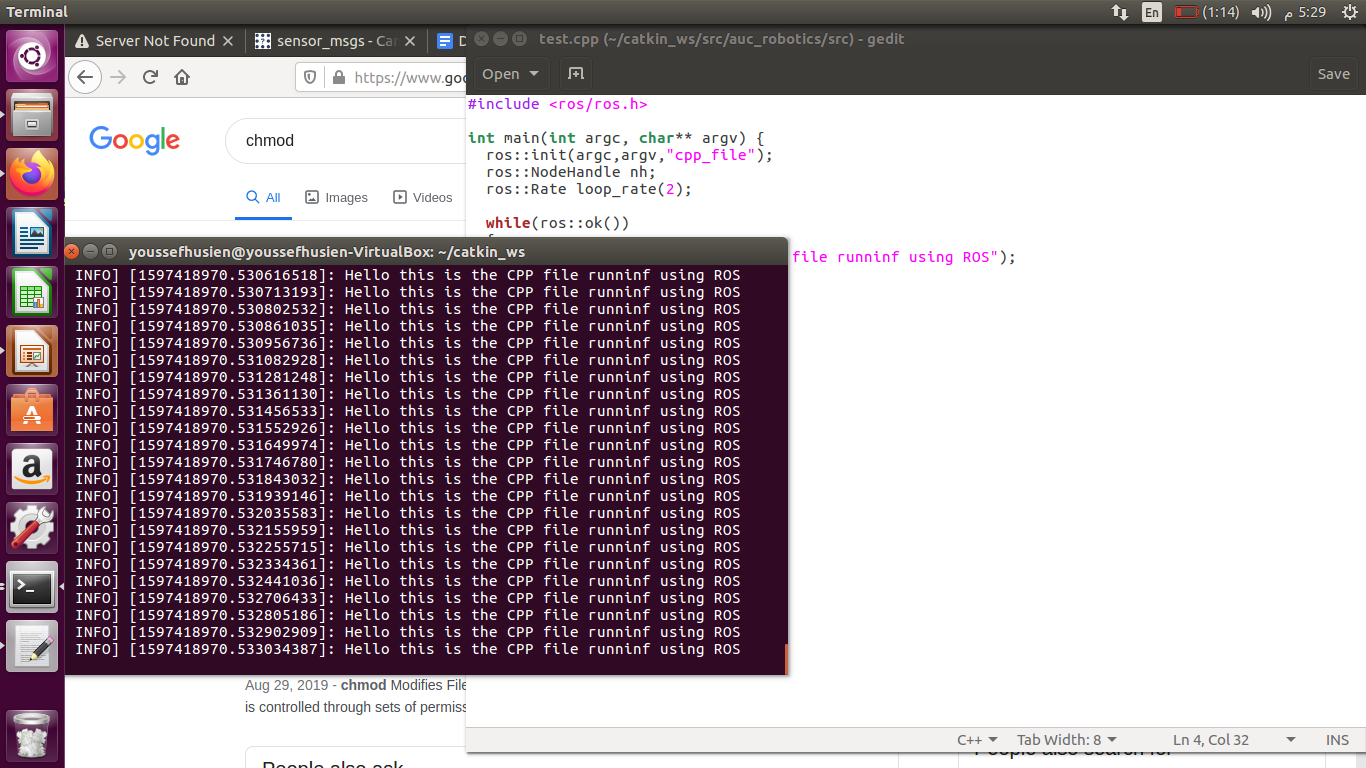 Terminal
En
(1:14)
5:29 م
Server Not Found
sensor_msgs - Ca
D
test.cpp (~/catkin_ws/src/auc_robotics/src) - gedit
https://www.goo
Open
Save
Google
chmod
All
Images
Videos
#include <ros/ros.h>
int main(int argc, char** argv) {
ros::init(argc,argv,"cpp_file");
ros::NodeHandle nh;
ros::Rate loop_rate(2);
while(ros::ok())
file runninf using ROS");
youssefhusien@youssefhusien-VirtualBox: ~/catkin_ws
INFO] [1597418970.530616518]: Hello this is the CPP file runninf using ROS
INFO] [1597418970.530713193]: Hello this is the CPP file runninf using ROS
INFO] [1597418970.530802532]: Hello this is the CPP file runninf using ROS
INFO] [1597418970.530861035]: Hello this is the CPP file runninf using ROS
INFO] [1597418970.530956736]: Hello this is the CPP file runninf using ROS
INFO] [1597418970.531082928]: Hello this is the CPP file runninf using ROS
INFO] [1597418970.531281248]: Hello this is the CPP file runninf using ROS
INFO] [1597418970.531361130]: Hello this is the CPP file runninf using ROS
INFO] [1597418970.531456533]: Hello this is the CPP file runninf using ROS
INFO] [1597418970.531552926]: Hello this is the CPP file runninf using ROS
INFO] [1597418970.531649974]: Hello this is the CPP file runninf using ROS
INFO] [1597418970.531746780]: Hello this is the CPP file runninf using ROS
INFO] [1597418970.531843032]: Hello this is the CPP file runninf using ROS
INFO] [1597418970.531939146]: Hello this is the CPP file runninf using ROS
INFO] [1597418970.532035583]: Hello this is the CPP file runninf using ROS
INFO] [1597418970.532155959]: Hello this is the CPP file runninf using ROS
INFO] [1597418970.532255715]: Hello this is the CPP file runninf using ROS
INFO] [1597418970.532334361]: Hello this is the CPP file runninf using ROS
INFO] [1597418970.532441036]: Hello this is the CPP file runninf using ROS
INFO] [1597418970.532706433]: Hello this is the CPP file runninf using ROS
INFO] [1597418970.532805186]: Hello this is the CPP file runninf using ROS
INFO] [1597418970.532902909]: Hello this is the CPP file runninf using ROS
INFO] [1597418970.533034387]: Hello this is the CPP file runninf using ROS
Aug 29, 2019 - chmod Modifies File
is controlled through sets of permiss
C++
Tab Width: 8
Ln 4, Col 32
INS
People also ask
People also search for